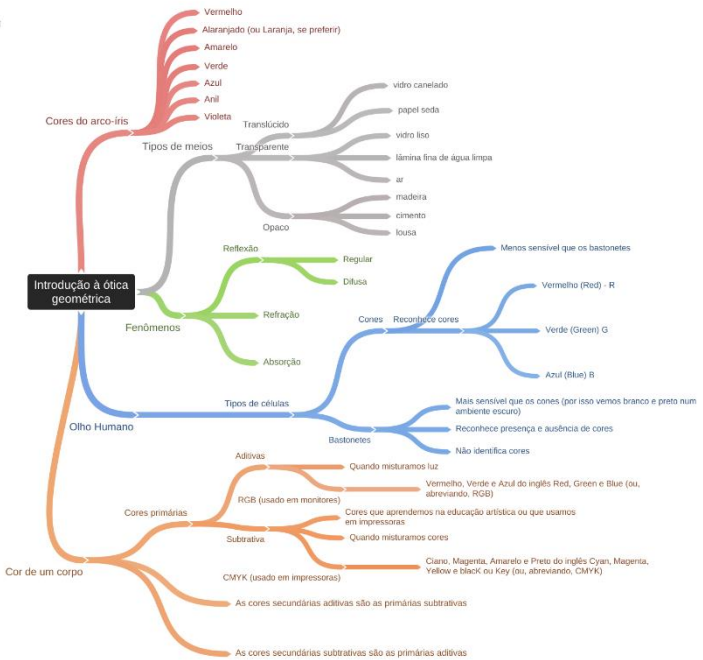 Introdução à ótica
geométrica
Cores do arco-íris
Vermelho
Alaranjado (ou Laranja, se preferir)
Amarelo
Verde
Azul
Anil
Violeta
Tipos de meios
Translúcido
vidro canelado
papel seda
Transparente
vidro liso
lâmina fina de água limpa
ar
Opaco
madeira
cimento
lousa
Fenômenos
Reflexão
Regular
Difusa
Refração
Absorção
Olho Humano
Tipos de células
Cones
Menos sensível que os bastonetes
Reconhece cores
Vermelho (Red) - R
Verde (Green) G
Azul (Blue) B
Bastonetes
Mais sensível que os cones (por isso vemos branco e preto num
ambiente escuro)
Reconhece presença e ausência de cores
Não identifica cores
Cor de um corpo
Cores primárias
Aditivas
Quando misturamos luz
RGB (usado em monitores)
Vermelho, Verde e Azul do inglês Red, Green e Blue (ou,
abreviando, RGB)
Subtrativa
Cores que aprendemos na educação artística ou que usamos
em impressoras
Quando misturamos cores
CMYK (usado em impressoras)
Ciano, Magenta, Amarelo e Preto do inglês Cyan, Magenta,
Yellow e blacK ou Key (ou, abreviando, CMYK)
As cores secundárias aditivas são as primárias subtrativas
As cores secundárias subtrativas são as primárias aditivas